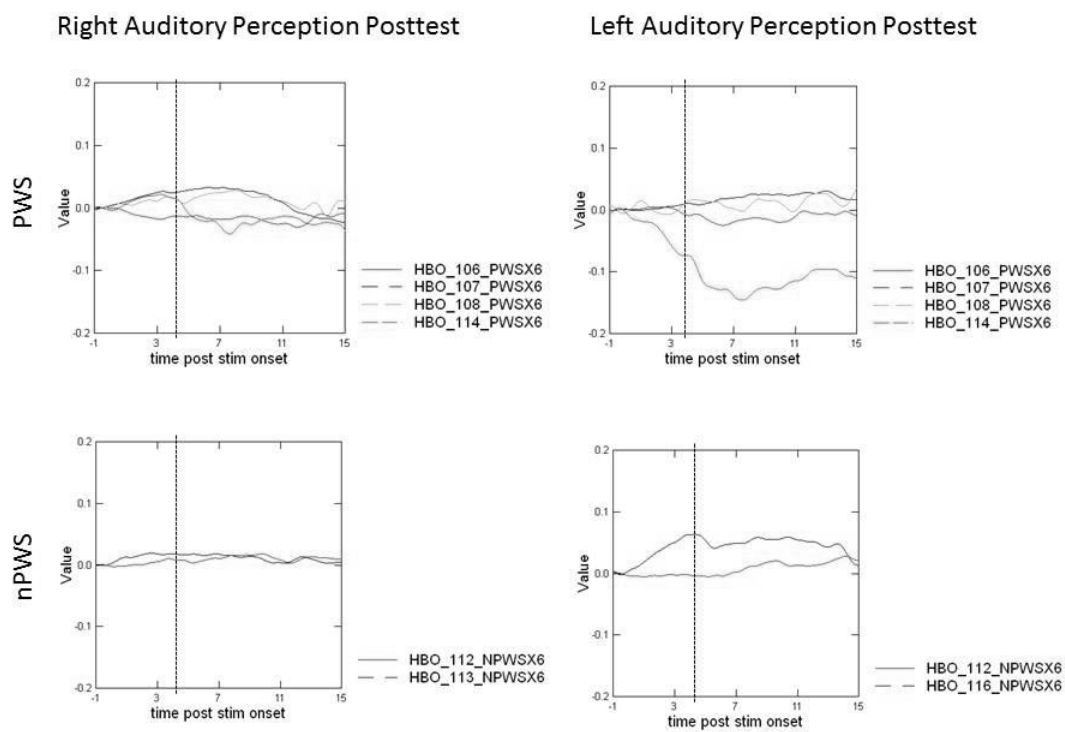 Right Auditory Perception Posttest
Left Auditory Perception Posttest
PWS
0.2
0.1
0.0
-0.1
-0.2
Value
-1
3
7
11
15
time post stim onset
HBO_106_PWSX6
HBO_107_PWSX6
HBO_108_PWSX6
HBO_114_PWSX6
0.2
0.1
0.0
-0.1
-0.2
Value
-1
3
7
11
15
time post stim onset
HBO_106_PWSX6
HBO_107_PWSX6
HBO_108_PWSX6
HBO_114_PWSX6
nPWS
0.2
0.1
0.0
-0.1
-0.2
Value
-1
3
7
11
15
time post stim onset
HBO_112_NPWSX6
HBO_113_NPWSX6
0.2
0.1
0.0
-0.1
-0.2
Value
-1
3
7
11
15
time post stim onset
HBO_112_NPWSX6
HBO_116_NPWSX6